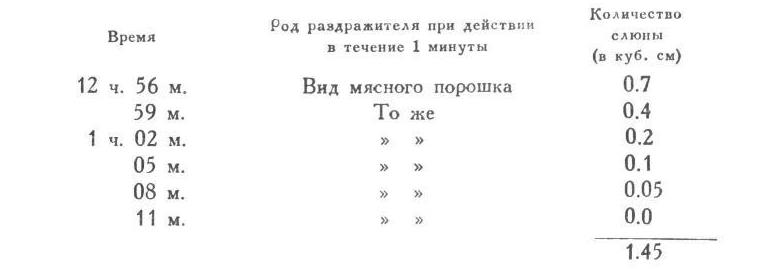 Время Род раздражителя при действии в течение 1 минуты Количество слюны (в куб. см)
12 ч. 56 м. Вид мясного порошка 0.7
59 м. То же 0.4
1 ч. 02 м. » » 0.2
05 м. » » 0.1
08 м. » » 0.05
11 м. » » 0.0
1.45